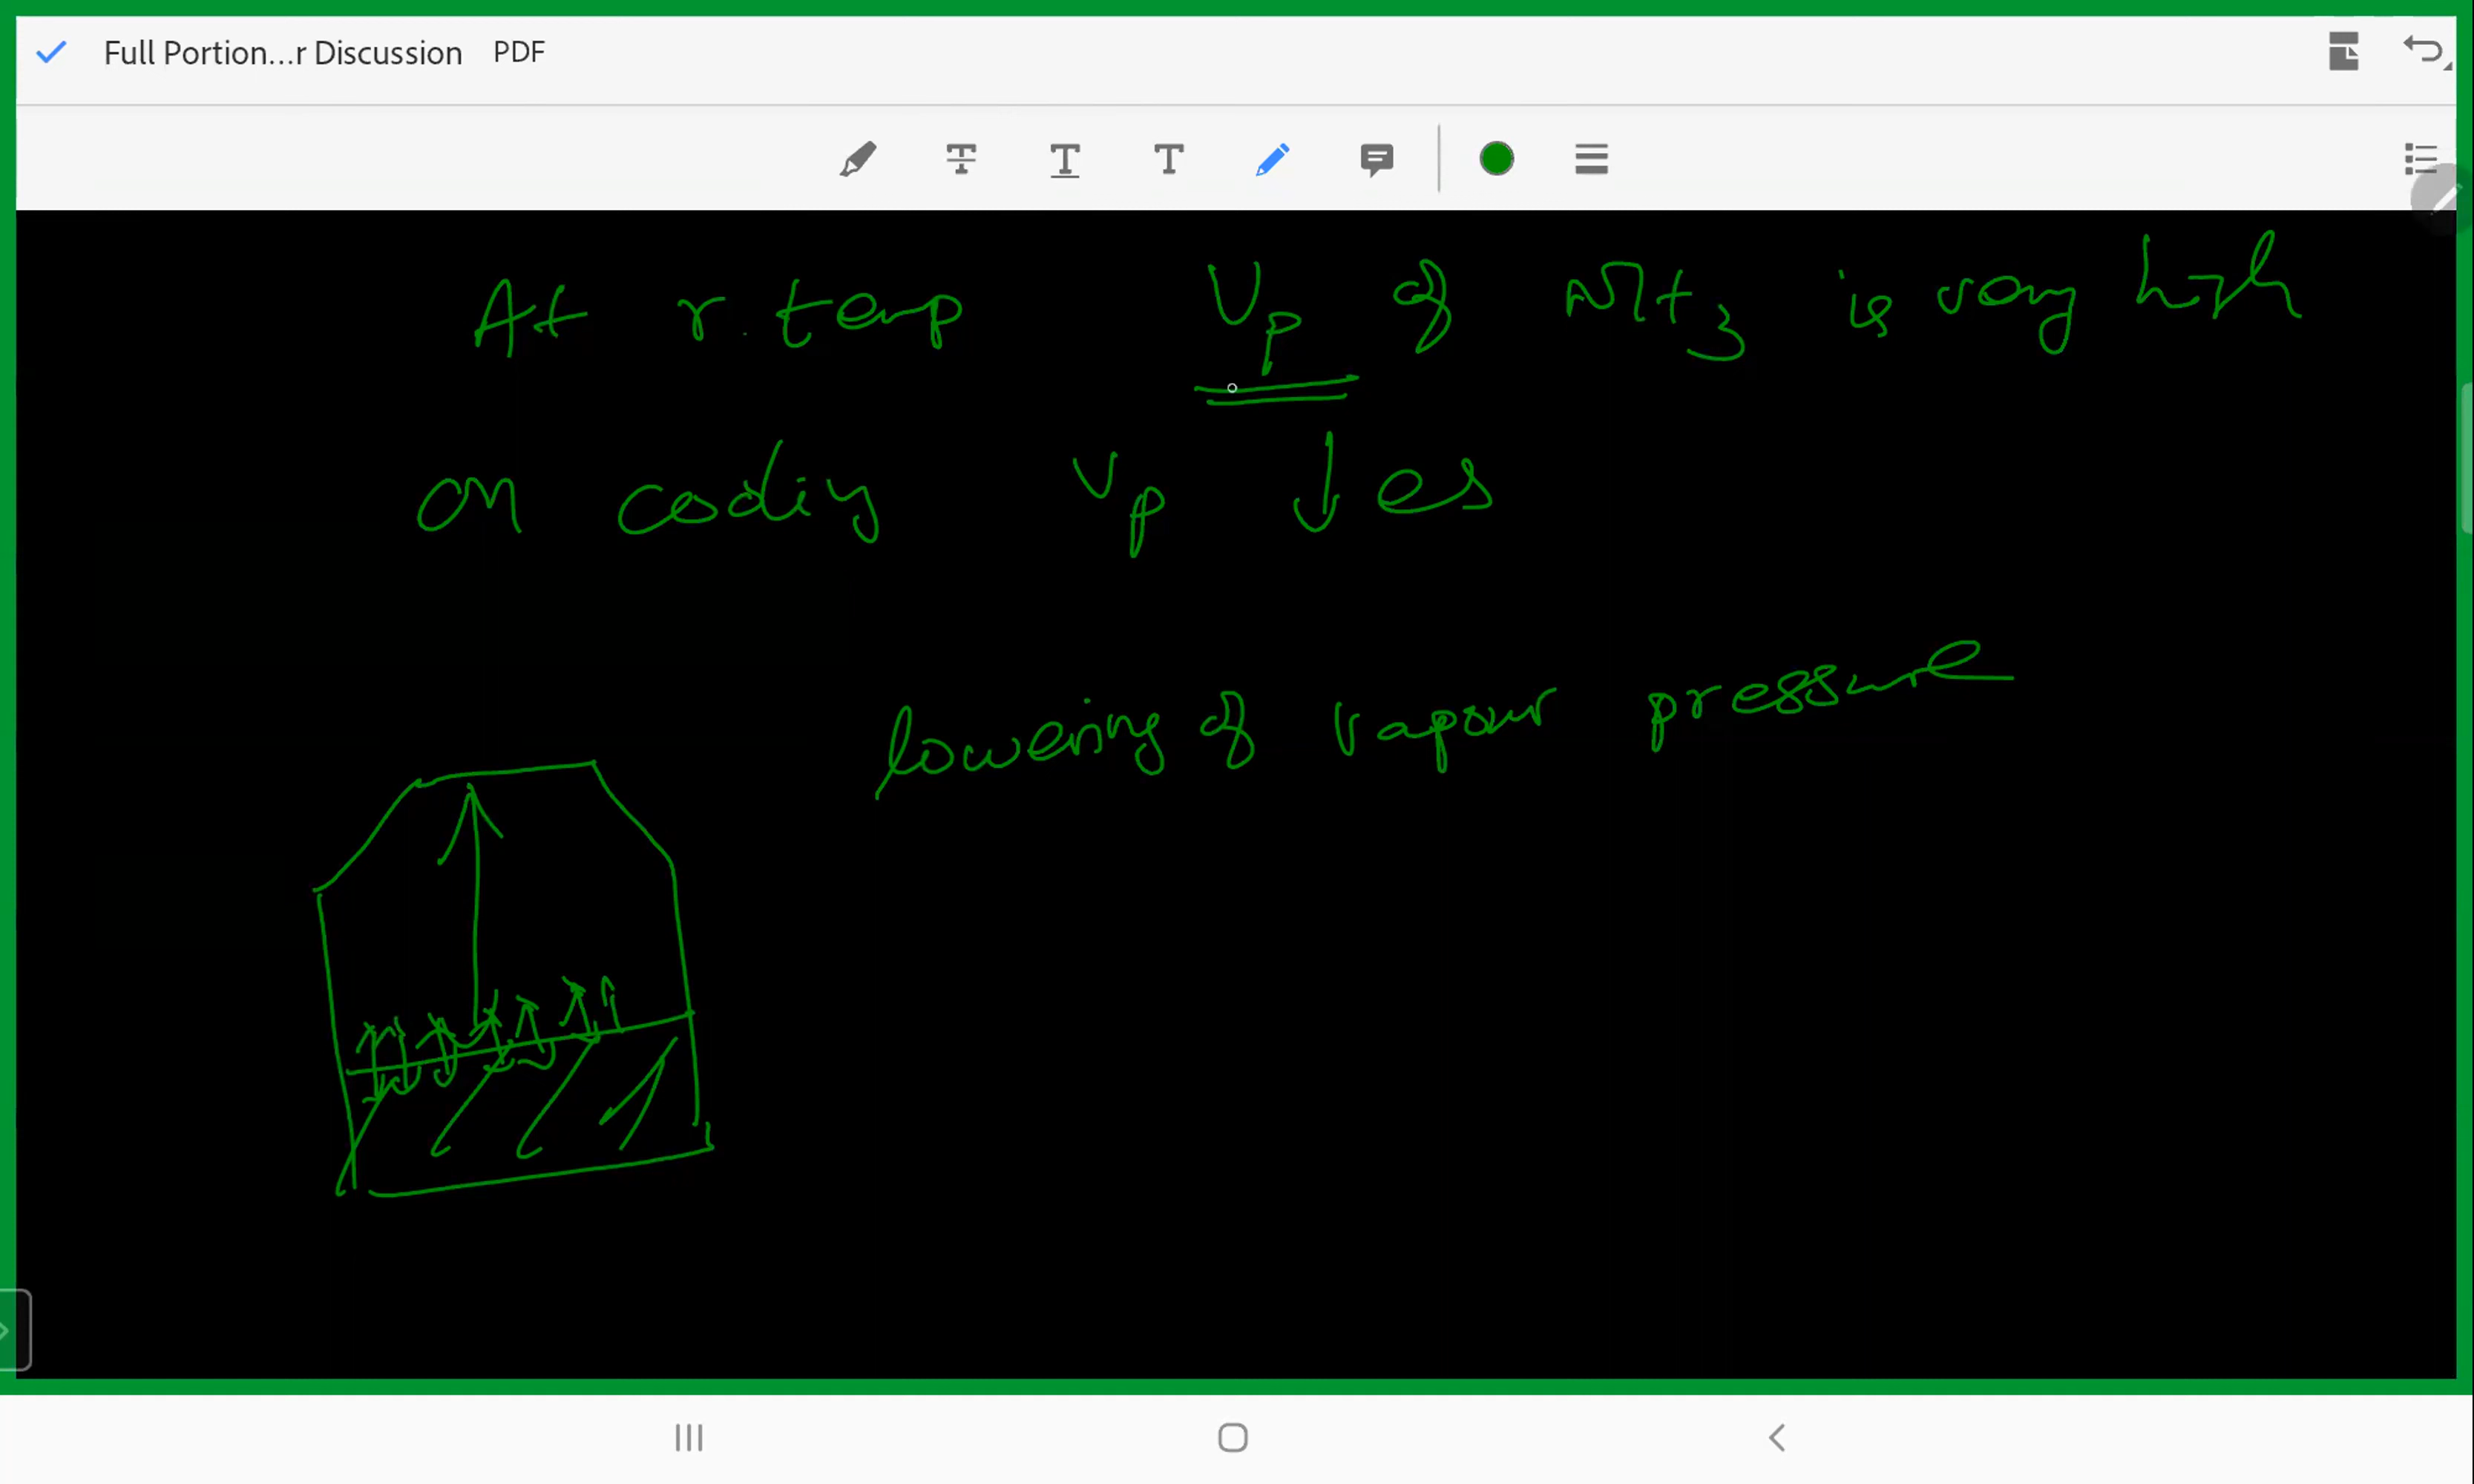 Full Portion...r Discussion PDF
At r. temp Vp of NH3 is very high
on cooling Vp ↓ es
lowering of vapour pressure